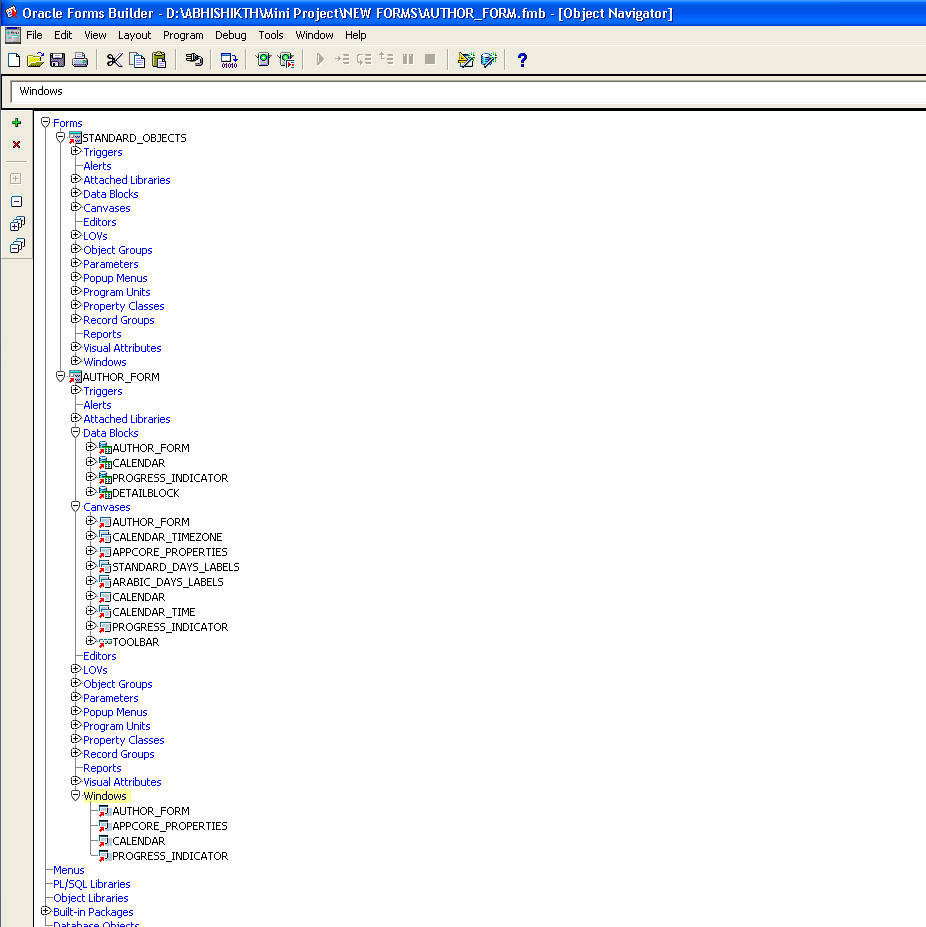 Oracle Forms Builder - D:\ABHISHIKTH\Mini Project\NEW FORMS\AUTHOR_FORM.fmb - [Object Navigator]
File Edit View Layout Program Debug Tools Window Help
Windows
Forms
STANDARD_OBJECTS
Triggers
Alerts
Attached Libraries
Data Blocks
Canvases
Editors
LOVs
Object Groups
Parameters
Popup Menus
Program Units
Property Classes
Record Groups
Reports
Visual Attributes
Windows
AUTHOR_FORM
Triggers
Alerts
Attached Libraries
Data Blocks
AUTHOR_FORM
CALENDAR
PROGRESS_INDICATOR
DETAILBLOCK
Canvases
AUTHOR_FORM
CALENDAR_TIMEZONE
APPCORE_PROPERTIES
STANDARD_DAYS_LABELS
ARABIC_DAYS_LABELS
CALENDAR
CALENDAR_TIME
PROGRESS_INDICATOR
TOOLBAR
Editors
LOVs
Object Groups
Parameters
Popup Menus
Program Units
Property Classes
Record Groups
Reports
Visual Attributes
Windows
AUTHOR_FORM
APPCORE_PROPERTIES
CALENDAR
PROGRESS_INDICATOR
Menus
PL/SQL Libraries
Object Libraries
Built-in Packages
Database Objects